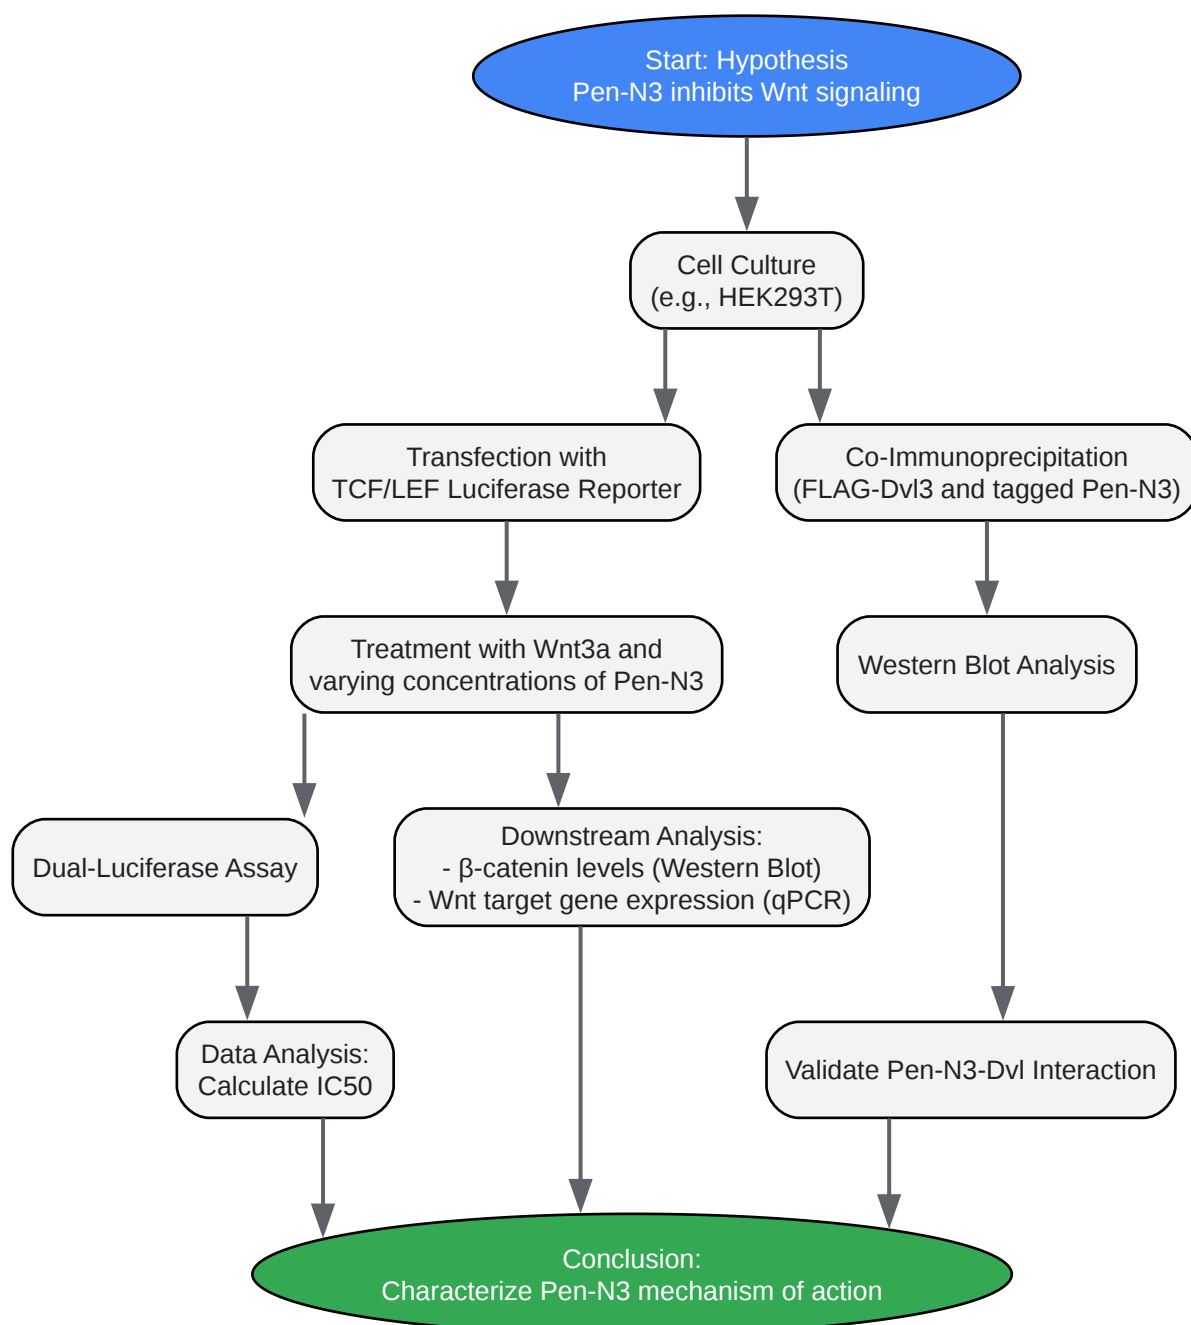 Start: Hypothesis
Pen-N3 inhibits Wnt signaling
Cell Culture
(e.g., HEK293T)
Transfection with
TCF/LEF Luciferase Reporter
Co-Immunoprecipitation
(FLAG-Dvl3 and tagged Pen-N3)
Treatment with Wnt3a and
varying concentrations of Pen-N3
Western Blot Analysis
Dual-Luciferase Assay
Downstream Analysis:
- β-catenin levels (Western Blot)
- Wnt target gene expression (qPCR)
Data Analysis:
Calculate IC50
Validate Pen-N3-Dvl Interaction
Conclusion:
Characterize Pen-N3 mechanism of action